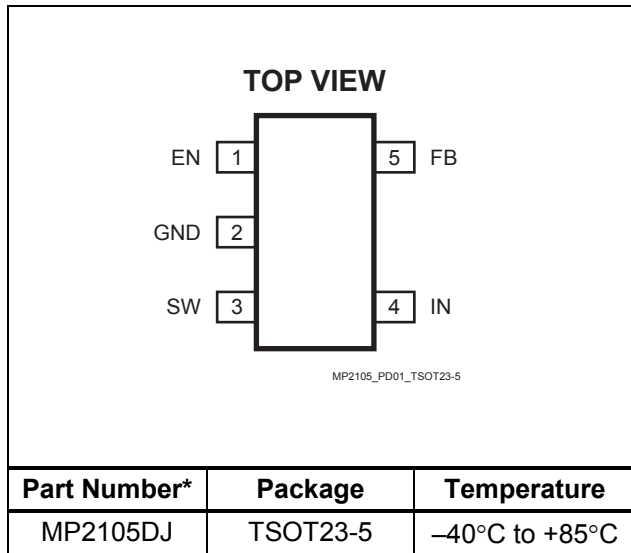 TOP VIEW
EN 1 5 FB
GND 2
SW 3 4 IN
MP2105_PD01_TSOT23-5
Part Number* Package Temperature
MP2105DJ TSOT23-5 –40°C to +85°C